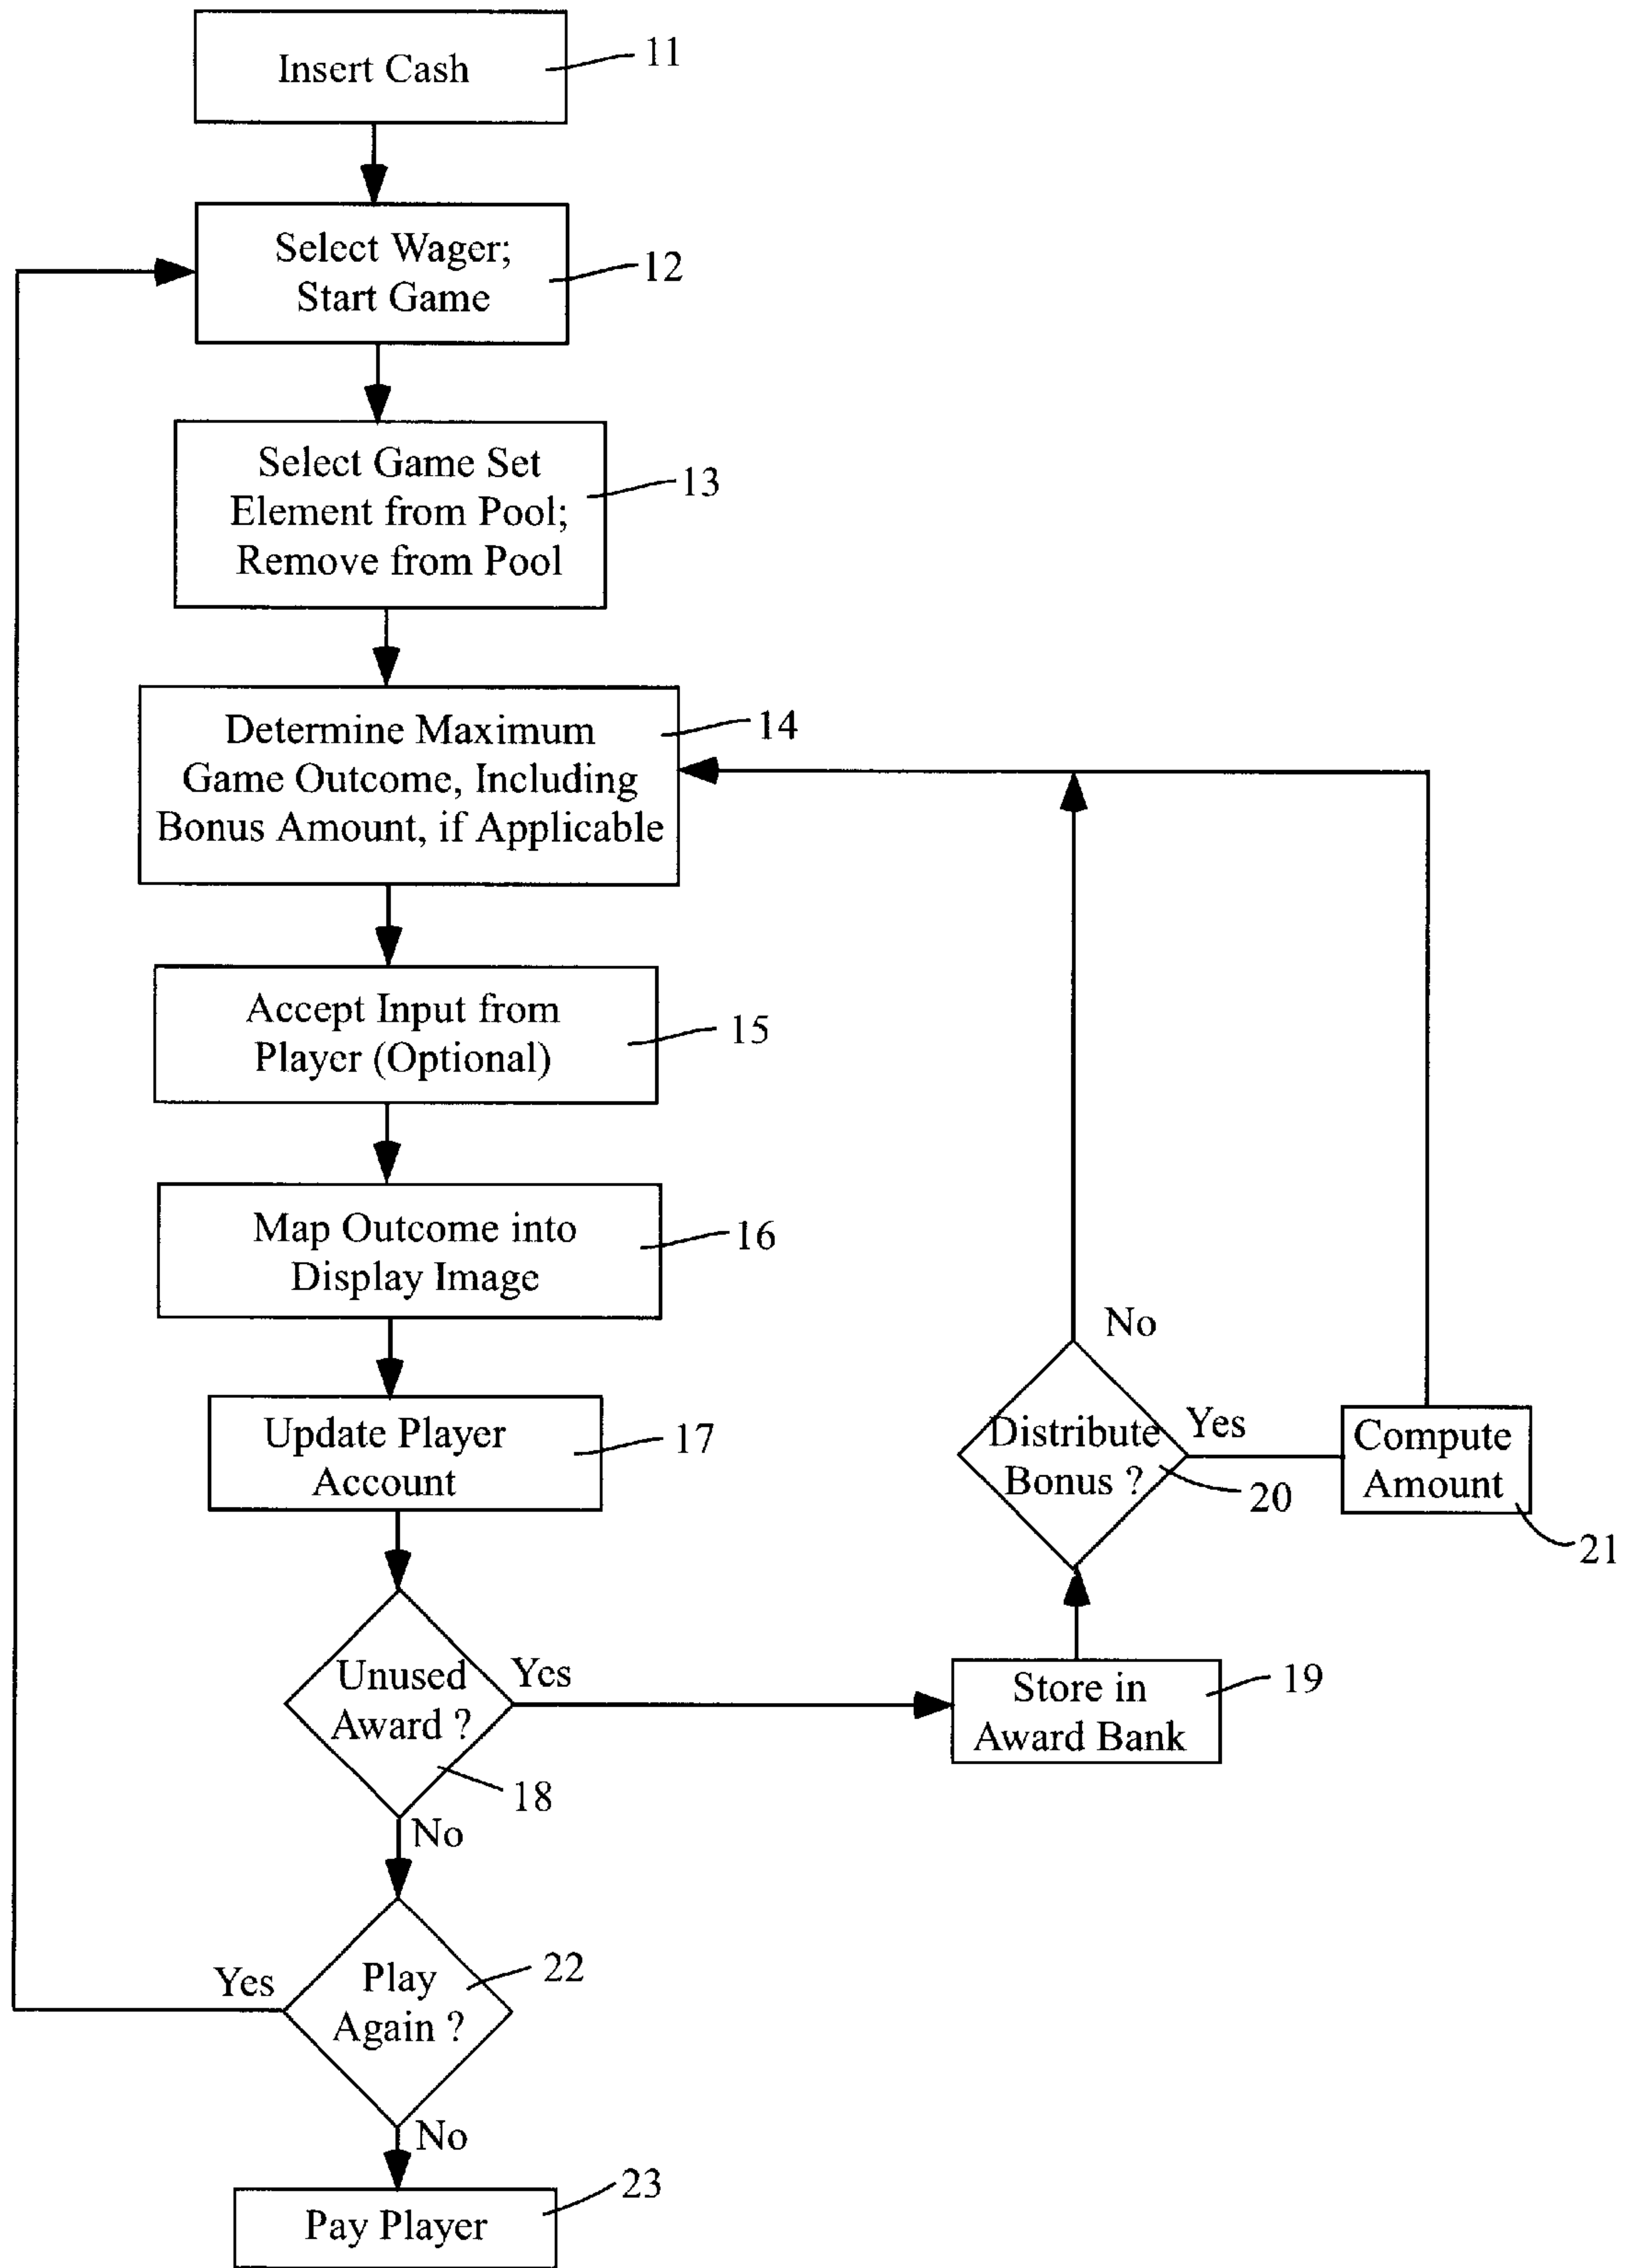 Insert Cash
11
Select Wager;
Start Game
12
Select Game Set
Element from Pool;
Remove from Pool
13
Determine Maximum
Game Outcome, Including
Bonus Amount, if Applicable
14
Accept Input from
Player (Optional)
15
Map Outcome into
Display Image
16
Update Player
Account
17
Unused
Award ?
18
Yes
No
Store in
Award Bank
19
Distribute
Bonus ?
20
No
Yes
Compute
Amount
21
Play
Again ?
22
Yes
No
Pay Player
23